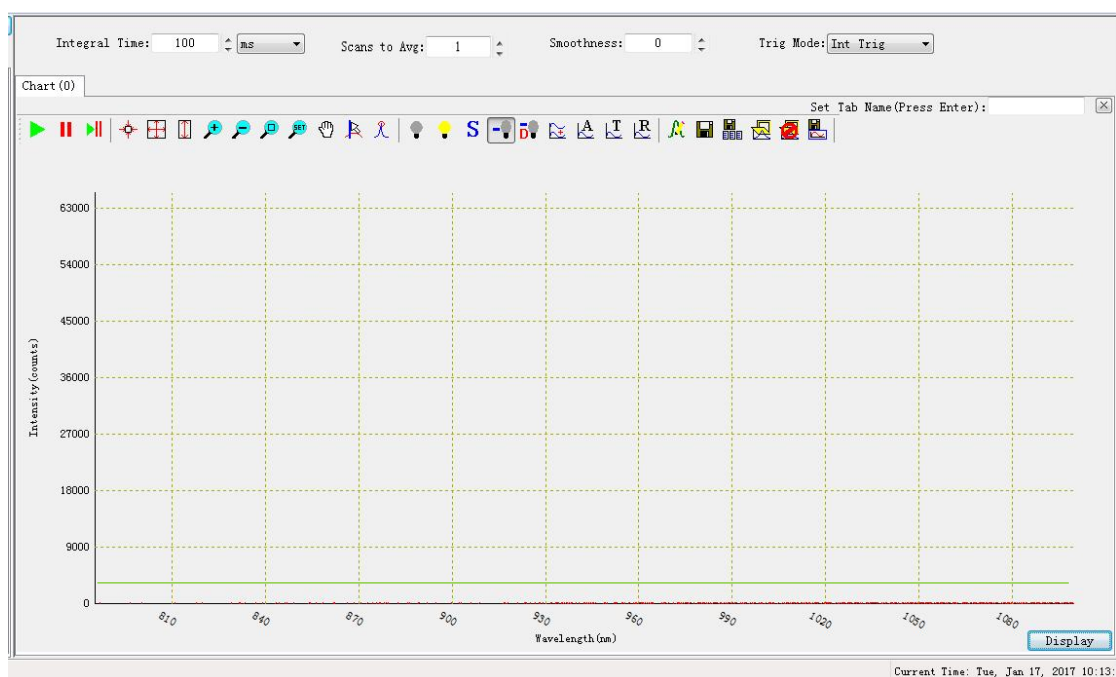 Integral Time: 100 ms Scans to Avg: 1 Smoothness: 0 Trig Mode: Int Trig
Chart(0)
Set Tab Name(Press Enter):
S SET D A T R A
63000
54000
45000
36000
27000
18000
9000
0
Intensity(counts)
810 840 870 900 930 960 990 1020 1050 1080
Wavelength(nm)
Display
Current Time: Tue, Jan 17, 2017 10:13: